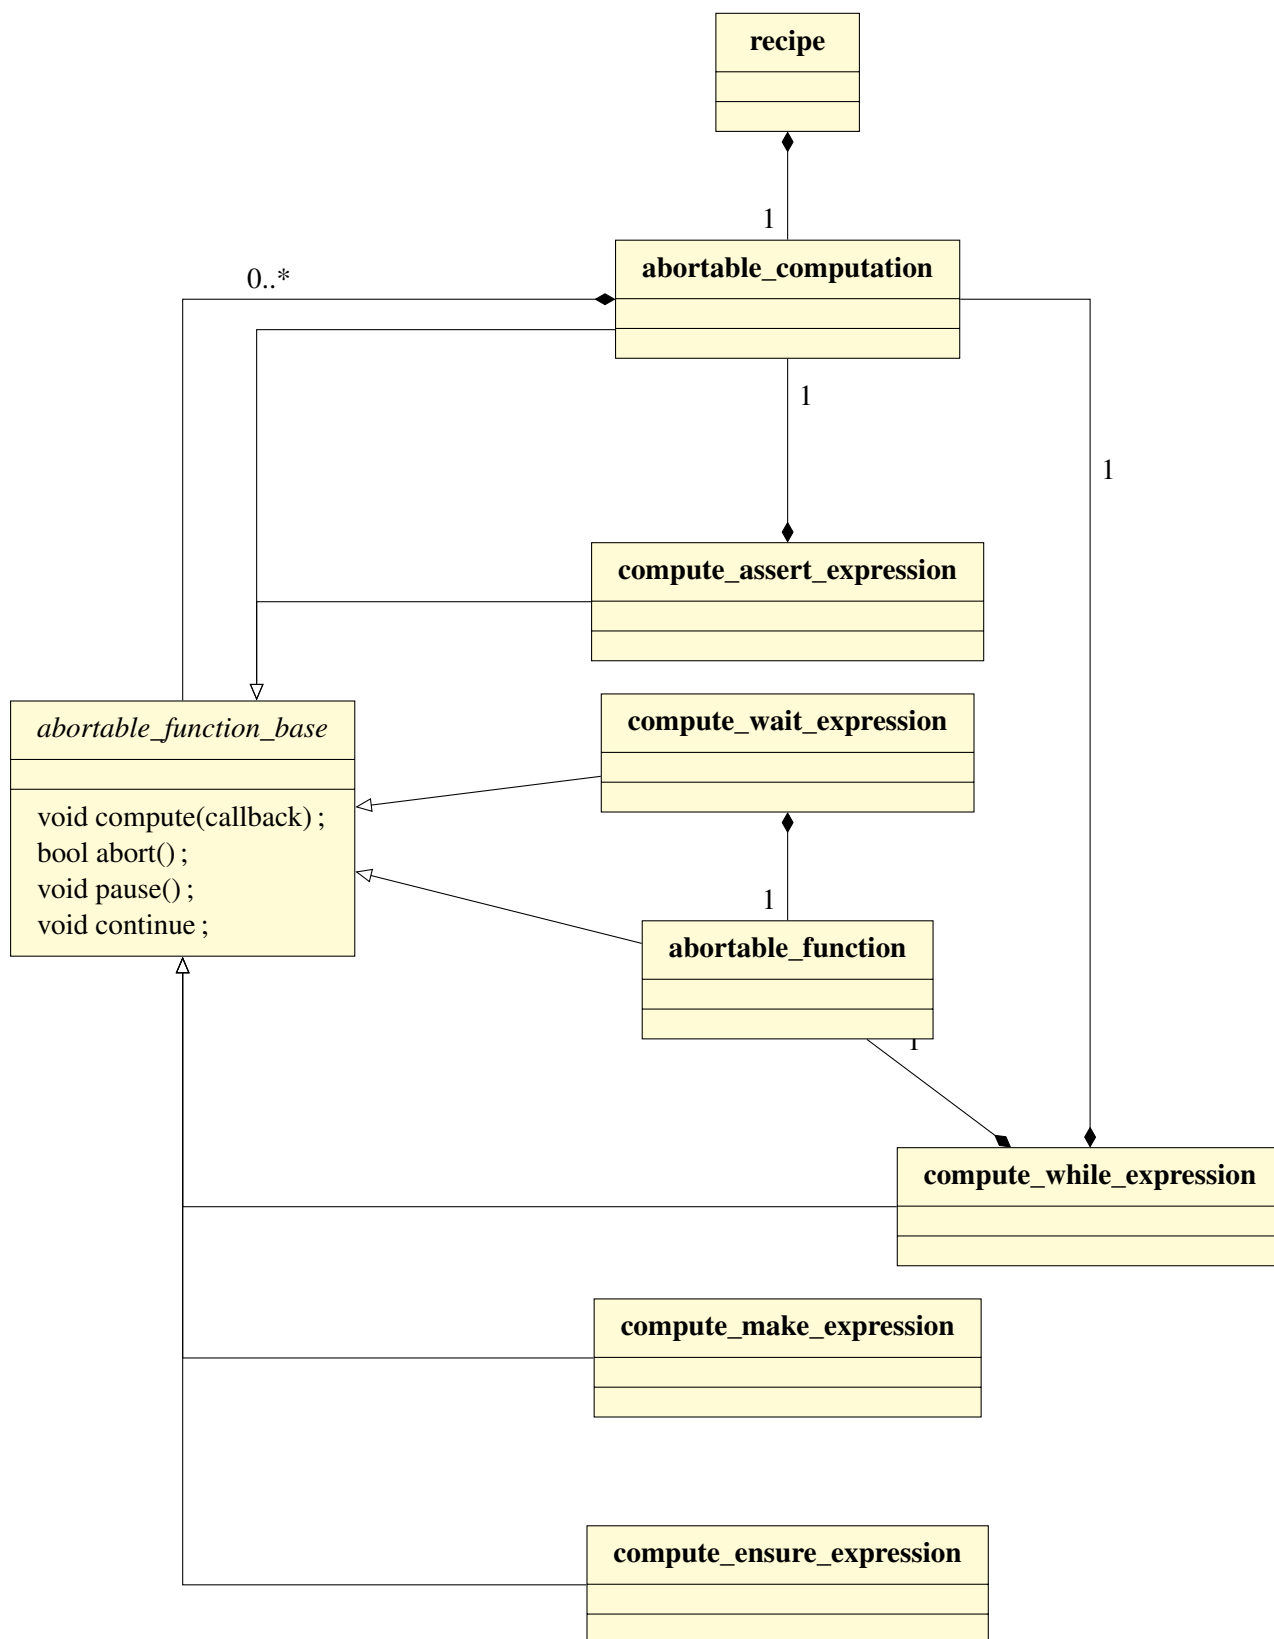 recipe
1
abortable_computation
0..*
1
1
compute_assert_expression
compute_wait_expression
abortable_function_base
void compute(callback) ;
bool abort() ;
void pause() ;
void continue ;
1
abortable_function
1
compute_while_expression
compute_make_expression
compute_ensure_expression